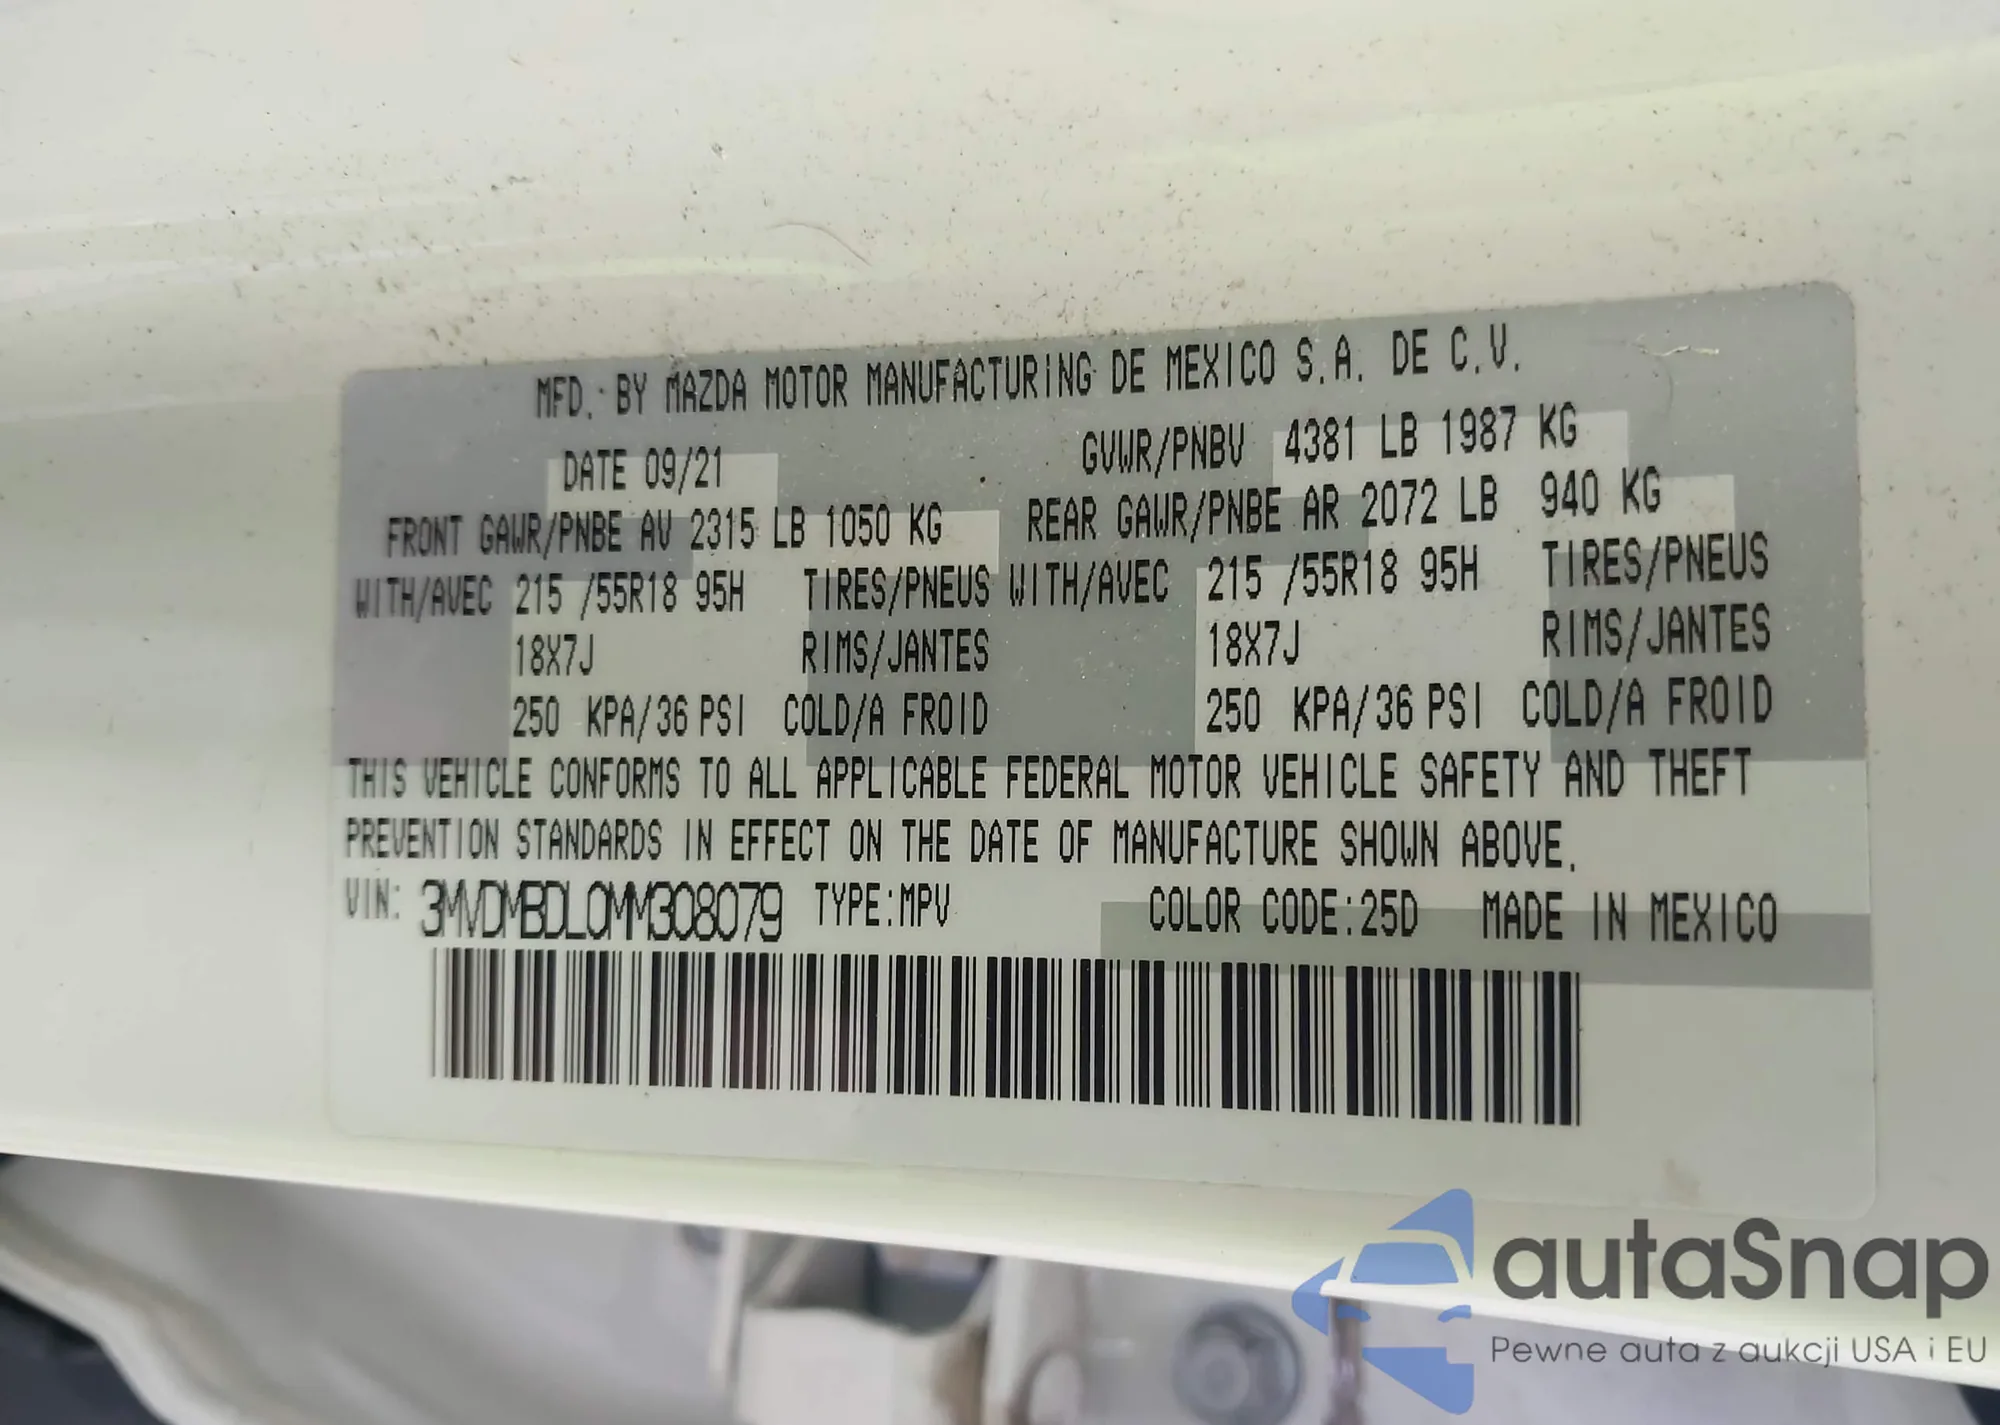 MFD. BY MAZDA MOTOR MANUFACTURING DE MEXICO S.A. DE C.V.
DATE 09/21 GVWR/PNBV 4381 LB 1987 KG
FRONT GAWR/PNBE AV 2315 LB 1050 KG REAR GAWR/PNBE AR 2072 LB 940 KG
WITH/AVEC 215 /55R18 95H TIRES/PNEUS WITH/AVEC 215 /55R18 95H TIRES/PNEUS
18X7J RIMS/JANTES 18X7J RIMS/JANTES
250 KPA/36 PSI COLD/A FROID 250 KPA/36 PSI COLD/A FROID
THIS VEHICLE CONFORMS TO ALL APPLICABLE FEDERAL MOTOR VEHICLE SAFETY AND THEFT
PREVENTION STANDARDS IN EFFECT ON THE DATE OF MANUFACTURE SHOWN ABOVE.
VIN: 3MVDMBDL0MM308079 TYPE:MPV COLOR CODE:25D MADE IN MEXICO
autaSnap
Pewne auta z aukcji USA i EU